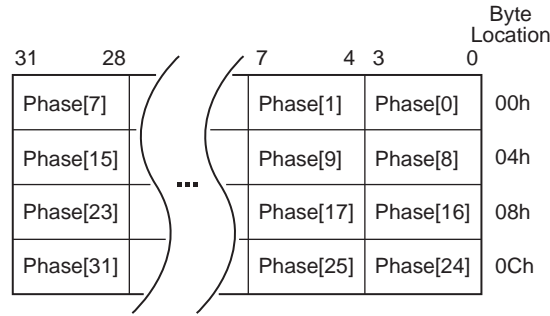 Byte
Location
31 28 7 4 3 0
Phase[7] Phase[1] Phase[0] 00h
Phase[15] Phase[9] Phase[8] 04h
...
Phase[23] Phase[17] Phase[16] 08h
Phase[31] Phase[25] Phase[24] 0Ch